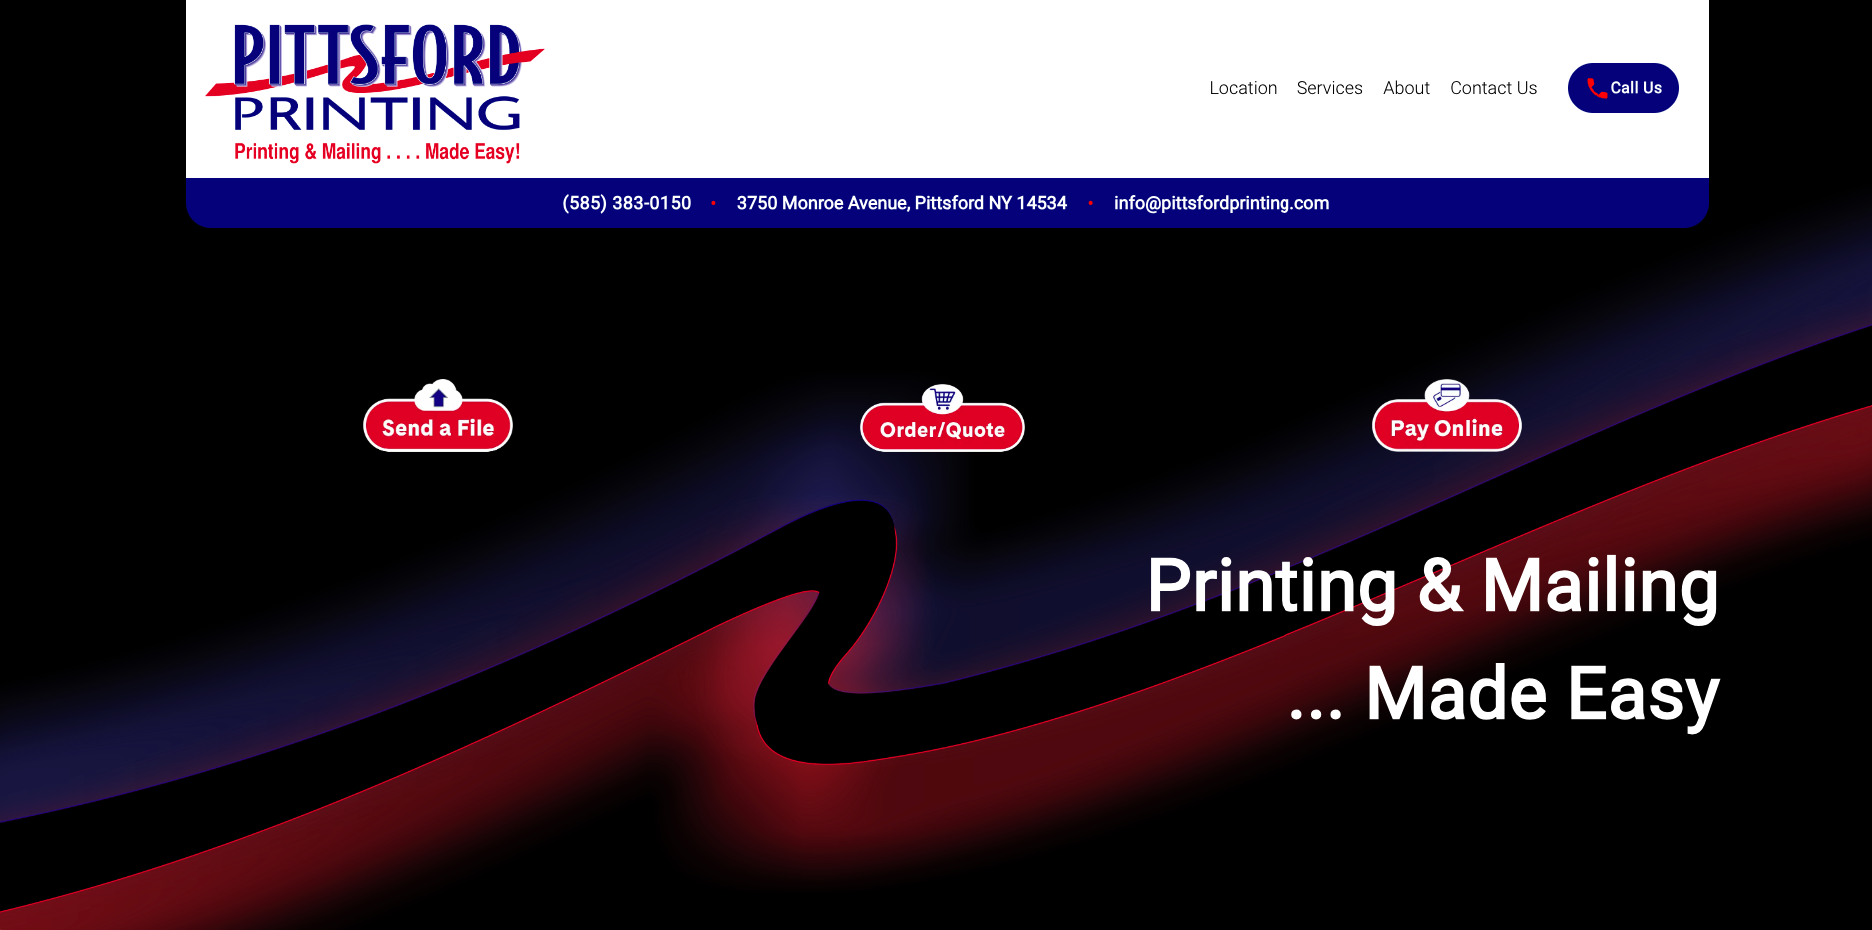 PITTSFORD
PRINTING
Printing & Mailing . . . . Made Easy!
Location Services About Contact Us Call Us
(585) 383-0150 • 3750 Monroe Avenue, Pittsford NY 14534 • info@pittsfordprinting.com
Send a File
Order/Quote
Pay Online
Printing & Mailing
... Made Easy